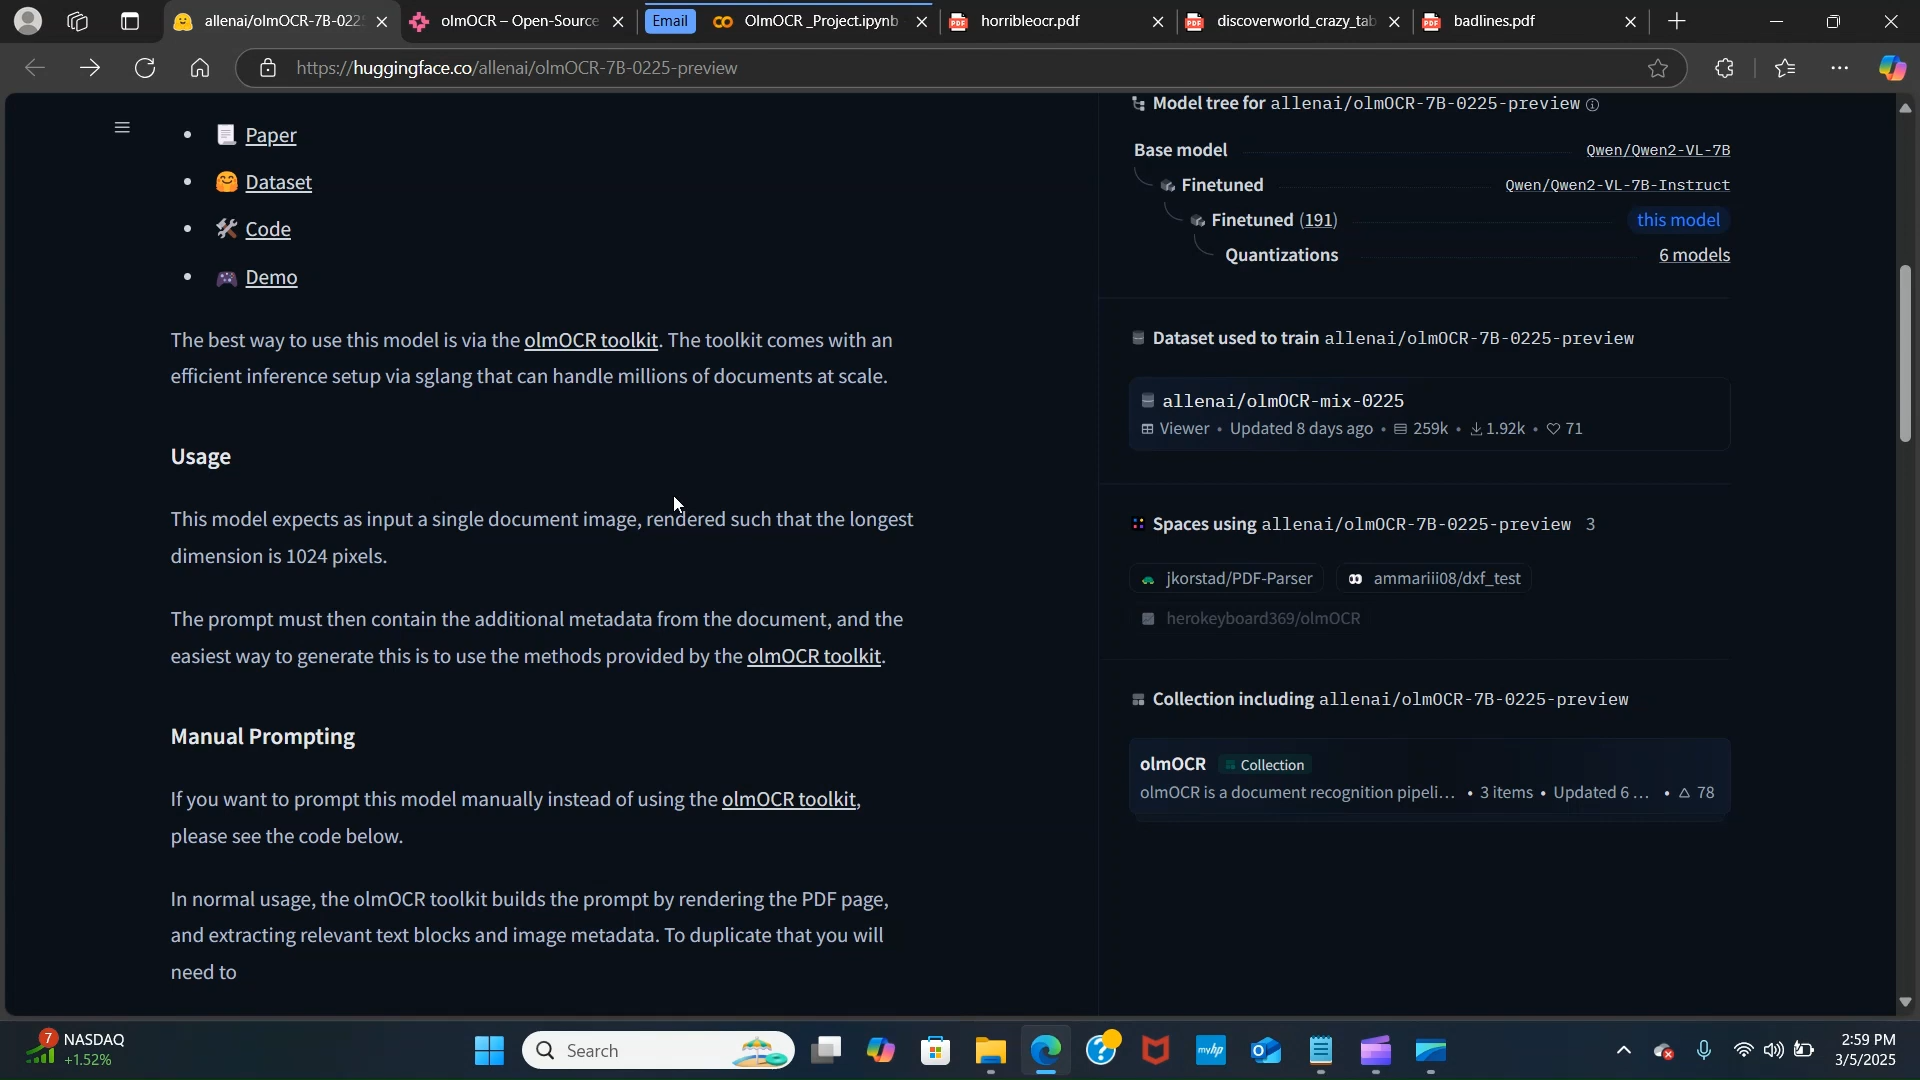 allenai/olmOCR-7B-022
olmOCR – Open-Source
Email
OlmOCR _Project.ipynb
horribleocr.pdf
discoverworld_crazy_tab
badlines.pdf
https://huggingface.co/allenai/olmOCR-7B-0225-preview
Paper
Dataset
Code
Demo
The best way to use this model is via the olmOCR toolkit. The toolkit comes with an
efficient inference setup via sglang that can handle millions of documents at scale.
Usage
This model expects as input a single document image, rendered such that the longest
dimension is 1024 pixels.
The prompt must then contain the additional metadata from the document, and the
easiest way to generate this is to use the methods provided by the olmOCR toolkit.
Manual Prompting
If you want to prompt this model manually instead of using the olmOCR toolkit,
please see the code below.
In normal usage, the olmOCR toolkit builds the prompt by rendering the PDF page,
and extracting relevant text blocks and image metadata. To duplicate that you will
need to
Model tree for allenai/olmOCR-7B-0225-preview
Base model Qwen/Qwen2-VL-7B
Finetuned Qwen/Qwen2-VL-7B-Instruct
Finetuned (191) this model
Quantizations 6 models
Dataset used to train allenai/olmOCR-7B-0225-preview
allenai/olmOCR-mix-0225
Viewer • Updated 8 days ago • 259k • 1.92k • 71
Spaces using allenai/olmOCR-7B-0225-preview 3
jkorstad/PDF-Parser ammariii08/dxf_test
herokeyboard369/olmOCR
Collection including allenai/olmOCR-7B-0225-preview
olmOCR Collection
olmOCR is a document recognition pipeli... • 3 items • Updated 6 ... • 78
7 NASDAQ
+1.52%
Search
myhp
2:59 PM
3/5/2025